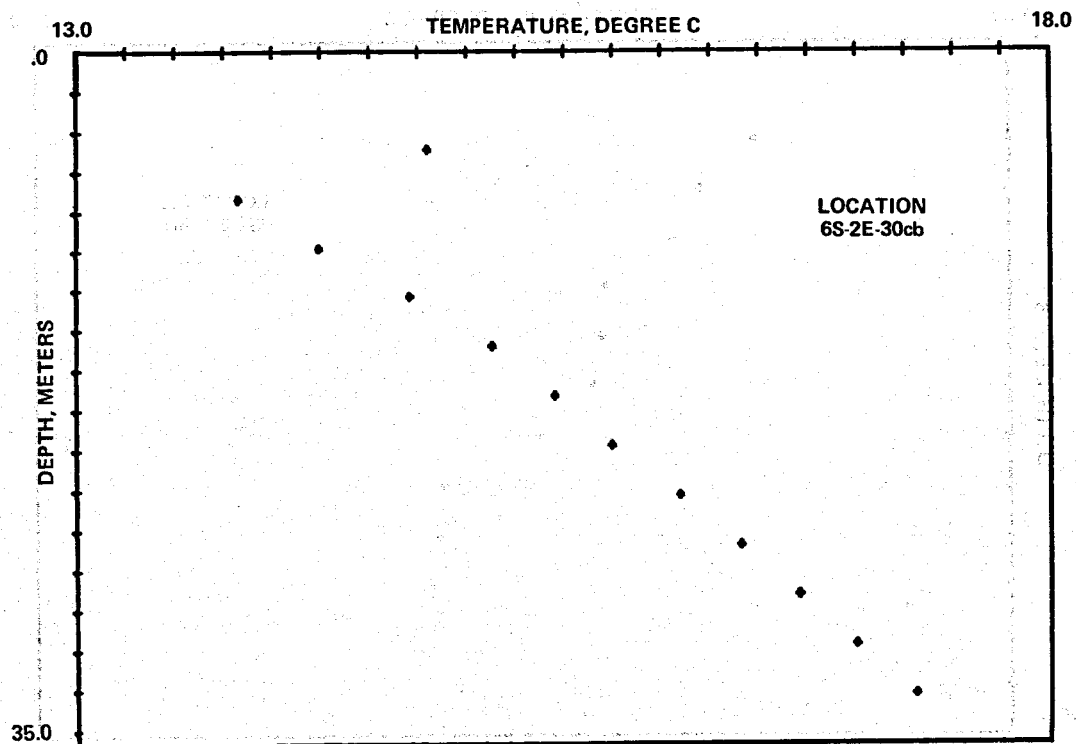 TEMPERATURE, DEGREE C
13.0
18.0
.0
LOCATION
6S-2E-30cb
DEPTH, METERS
35.0